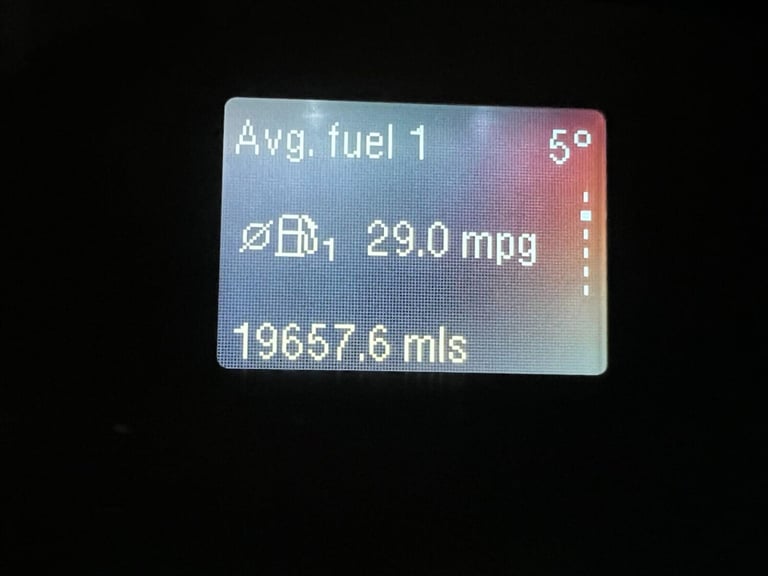 Avg. fuel 1 5°
Ø 1 29.0 mpg
19657.6 mls